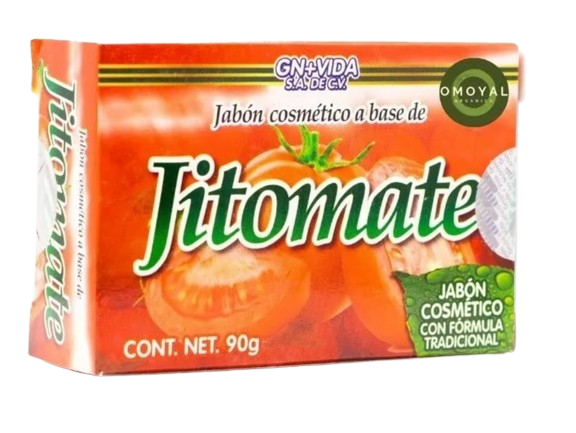 GN+VIDA
S.A. DE C.V.
OMOYAL
ORGANICS
Jabón cosmético a base de
Jitomate
JABÓN
COSMÉTICO
CON FÓRMULA
TRADICIONAL
CONT. NET. 90g
Jabón cosmético a base de
Jitomate